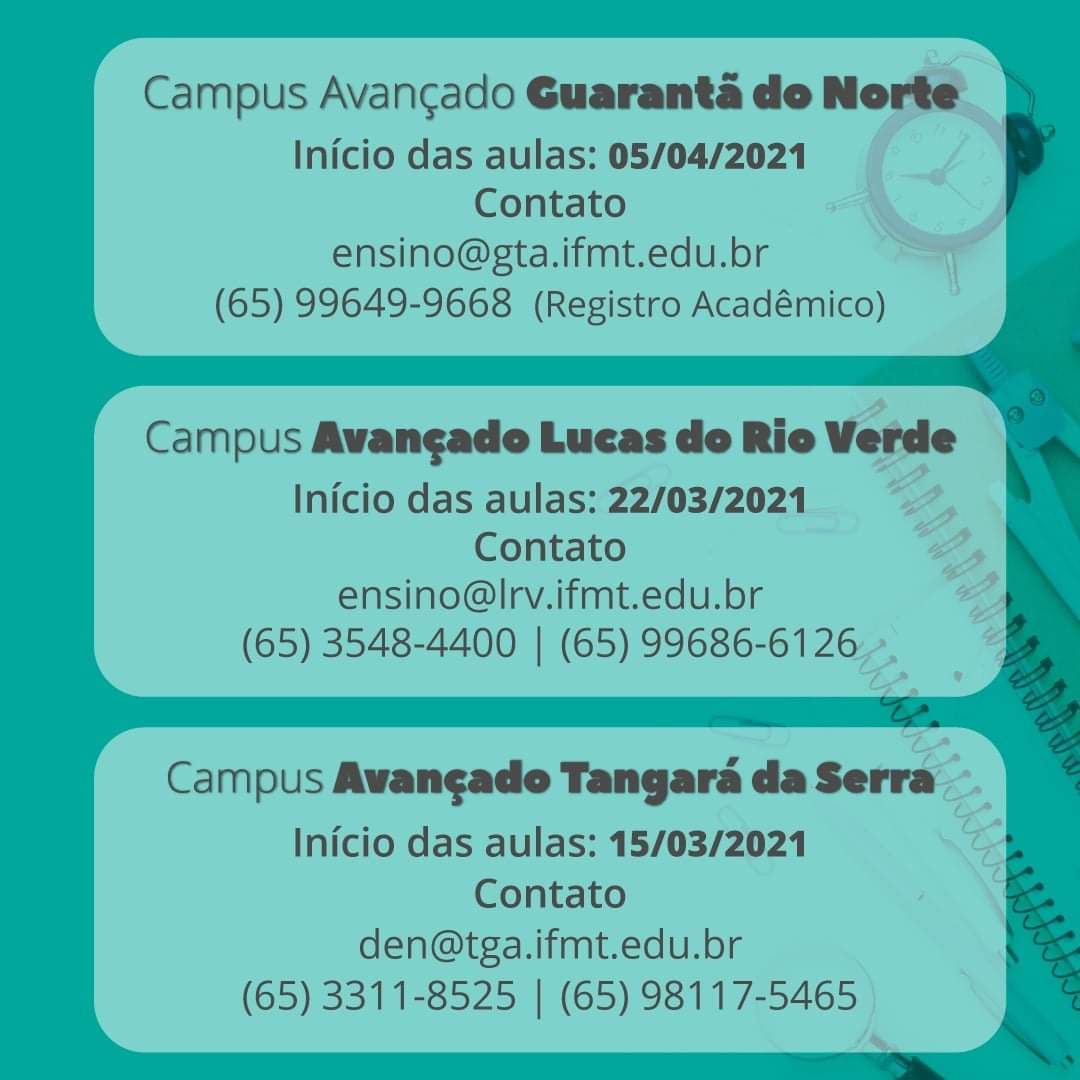 Campus Avançado Guarantã do Norte
Início das aulas: 05/04/2021
Contato
ensino@gta.ifmt.edu.br
(65) 99649-9668 (Registro Acadêmico)
Campus Avançado Lucas do Rio Verde
Início das aulas: 22/03/2021
Contato
ensino@lrv.ifmt.edu.br
(65) 3548-4400 | (65) 99686-6126
Campus Avançado Tangará da Serra
Início das aulas: 15/03/2021
Contato
den@tga.ifmt.edu.br
(65) 3311-8525 | (65) 98117-5465